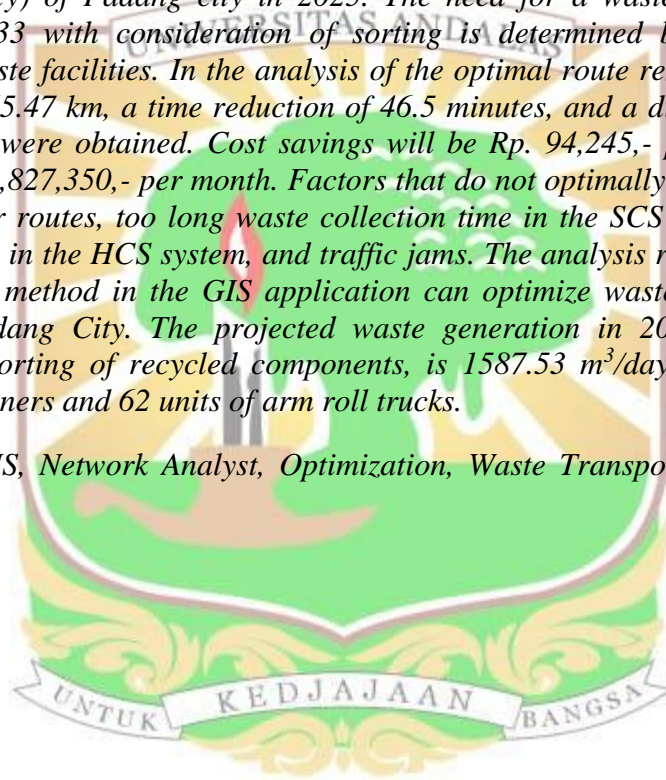 y) of Padang city in 2023. The need for a waste
UNIVERSITAS ANDALAS
33 with consideration of sorting is determined
ste facilities. In the analysis of the optimal route
5.47 km, a time reduction of 46.5 minutes, and a
were obtained. Cost savings will be Rp. 94,245,-
,827,350,- per month. Factors that do not optimally
r routes, too long waste collection time in the SCS
in the HCS system, and traffic jams. The analysis
method in the GIS application can optimize waste
dang City. The projected waste generation in 20
orting of recycled components, is 1587.53 m³/day
ners and 62 units of arm roll trucks.
IS, Network Analyst, Optimization, Waste Transpo
UNTUK KEDJAJAAN BANGSA